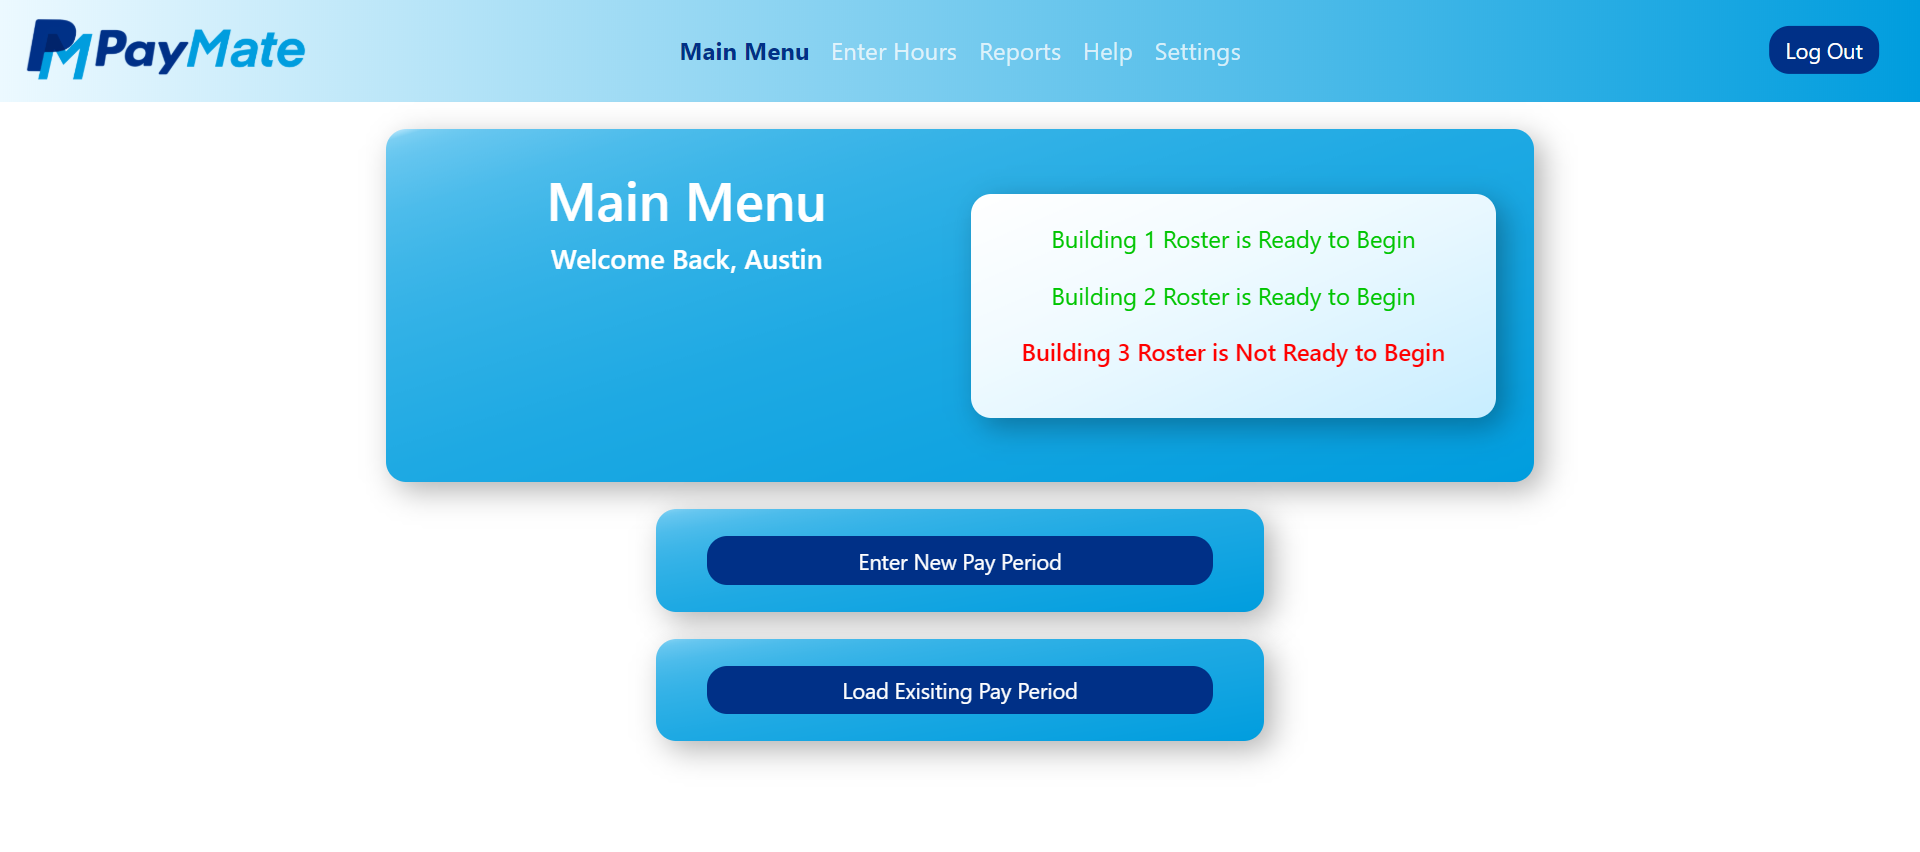 PM PayMate
Main Menu Enter Hours Reports Help Settings
Log Out
Main Menu
Welcome Back, Austin
Building 1 Roster is Ready to Begin
Building 2 Roster is Ready to Begin
Building 3 Roster is Not Ready to Begin
Enter New Pay Period
Load Exisiting Pay Period